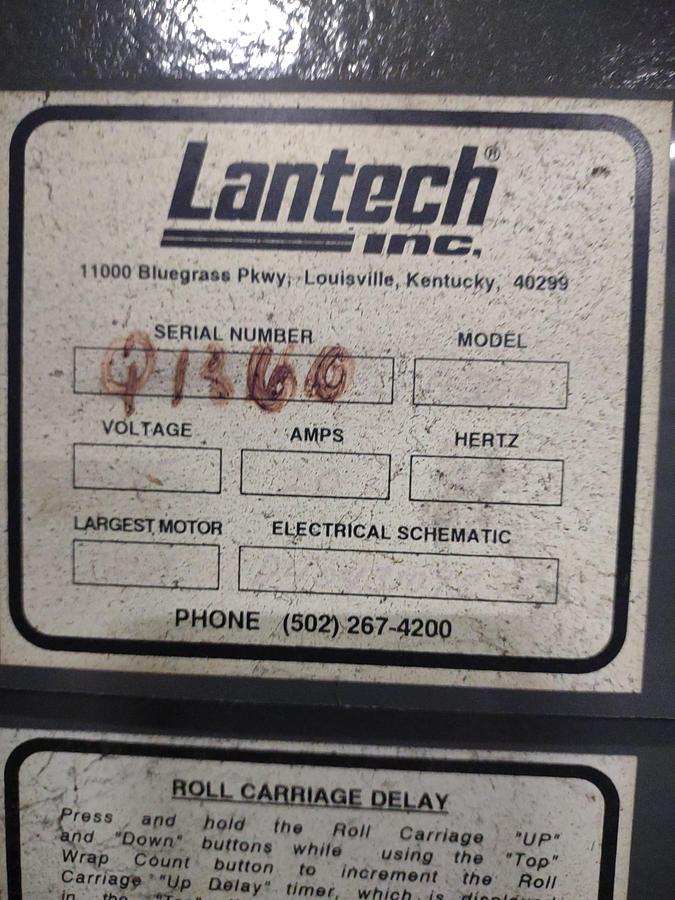 Lantech®
Inc.
11000 Bluegrass Pkwy, Louisville, Kentucky, 40299
SERIAL NUMBER
MODEL
VOLTAGE
AMPS
HERTZ
LARGEST MOTOR
ELECTRICAL SCHEMATIC
PHONE (502) 267-4200
ROLL CARRIAGE DELAY
Press and hold the Roll Carriage "UP"
and "Down" buttons while using the "Top"
Wrap Count button to increment the Roll
Carriage "Up Delay" timer, which is
in the